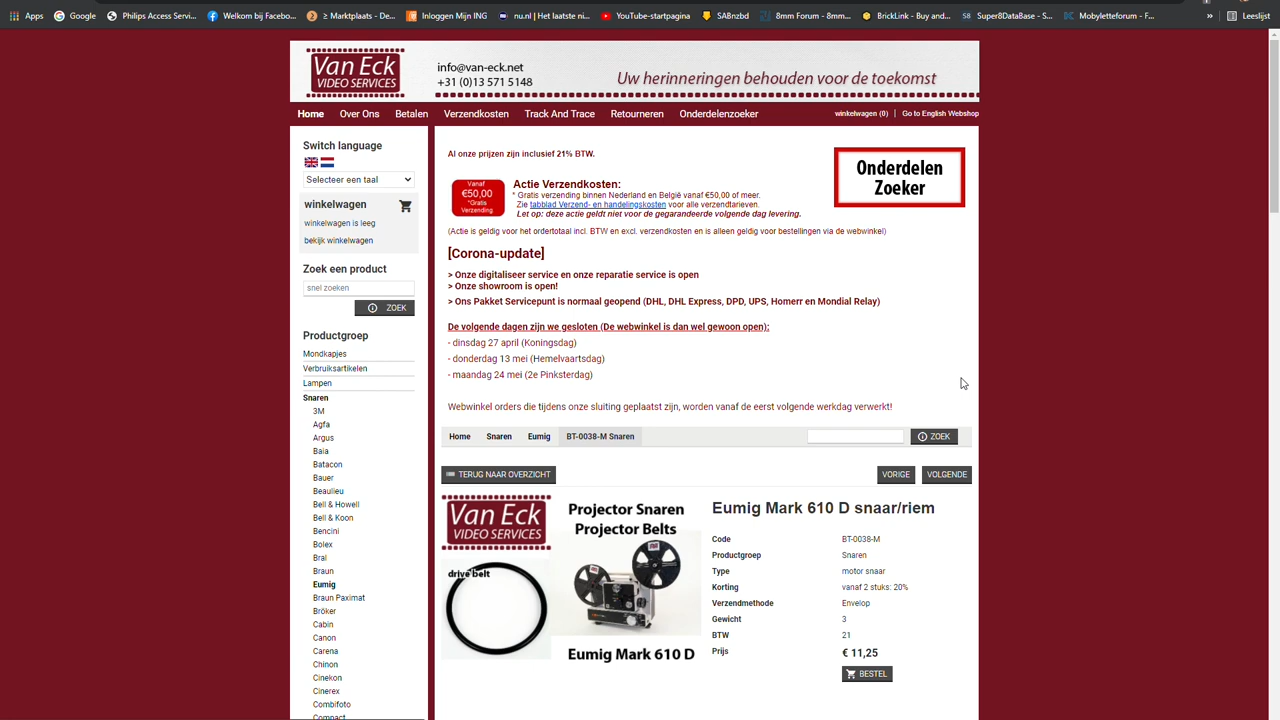 Apps
Google
Philips Access Servi...
Welkom bij Facebo...
≥ Marktplaats - De...
Inloggen Mijn ING
nu.nl | Het laatste ni...
YouTube-startpagina
SABnzbd
8mm Forum - 8mm...
BrickLink - Buy and...
Super8DataBase - S...
Mobyletteforum - F...
»
Leeslijst
Van Eck
VIDEO SERVICES
info@van-eck.net
+31 (0)13 571 5148
Uw herinneringen behouden voor de toekomst
Home
Over Ons
Betalen
Verzendkosten
Track And Trace
Retourneren
Onderdelenzoeker
winkelwagen (0) | Go to English Webshop
Switch language
Selecteer een taal
winkelwagen
winkelwagen is leeg
bekijk winkelwagen
Zoek een product
snel zoeken
ZOEK
Productgroep
Mondkapjes
Verbruiksartikelen
Lampen
Snaren
3M
Agfa
Argus
Baia
Batacon
Bauer
Beaulieu
Bell & Howell
Bell & Koon
Bencini
Bolex
Bral
Braun
Eumig
Braun Paximat
Bröker
Cabin
Canon
Carena
Chinon
Cinekon
Cinerex
Combifoto
Compact
Al onze prijzen zijn inclusief 21% BTW.
Onderdelen
Zoeker
Vanaf
€50,00
*Gratis
Verzending
Actie Verzendkosten:
* Gratis verzending binnen Nederland en België vanaf €50,00 of meer.
Zie tabblad Verzend- en handelingskosten voor alle verzendtarieven.
Let op: deze actie geldt niet voor de gegarandeerde volgende dag levering.
(Actie is geldig voor het ordertotaal incl. BTW en excl. verzendkosten en is alleen geldig voor bestellingen via de webwinkel)
[Corona-update]
> Onze digitaliseer service en onze reparatie service is open
> Onze showroom is open!
> Ons Pakket Servicepunt is normaal geopend (DHL, DHL Express, DPD, UPS, Homerr en Mondial Relay)
De volgende dagen zijn we gesloten (De webwinkel is dan wel gewoon open):
- dinsdag 27 april (Koningsdag)
- donderdag 13 mei (Hemelvaartsdag)
- maandag 24 mei (2e Pinksterdag)
Webwinkel orders die tijdens onze sluiting geplaatst zijn, worden vanaf de eerst volgende werkdag verwerkt!
Home
Snaren
Eumig
BT-0038-M Snaren
ZOEK
TERUG NAAR OVERZICHT
VORIGE
VOLGENDE
Van Eck
VIDEO SERVICES
drive belt
Projector Snaren
Projector Belts
Eumig Mark 610 D
Eumig Mark 610 D snaar/riem
Code BT-0038-M
Productgroep Snaren
Type motor snaar
Korting vanaf 2 stuks: 20%
Verzendmethode Envelop
Gewicht 3
BTW 21
Prijs € 11,25
BESTEL